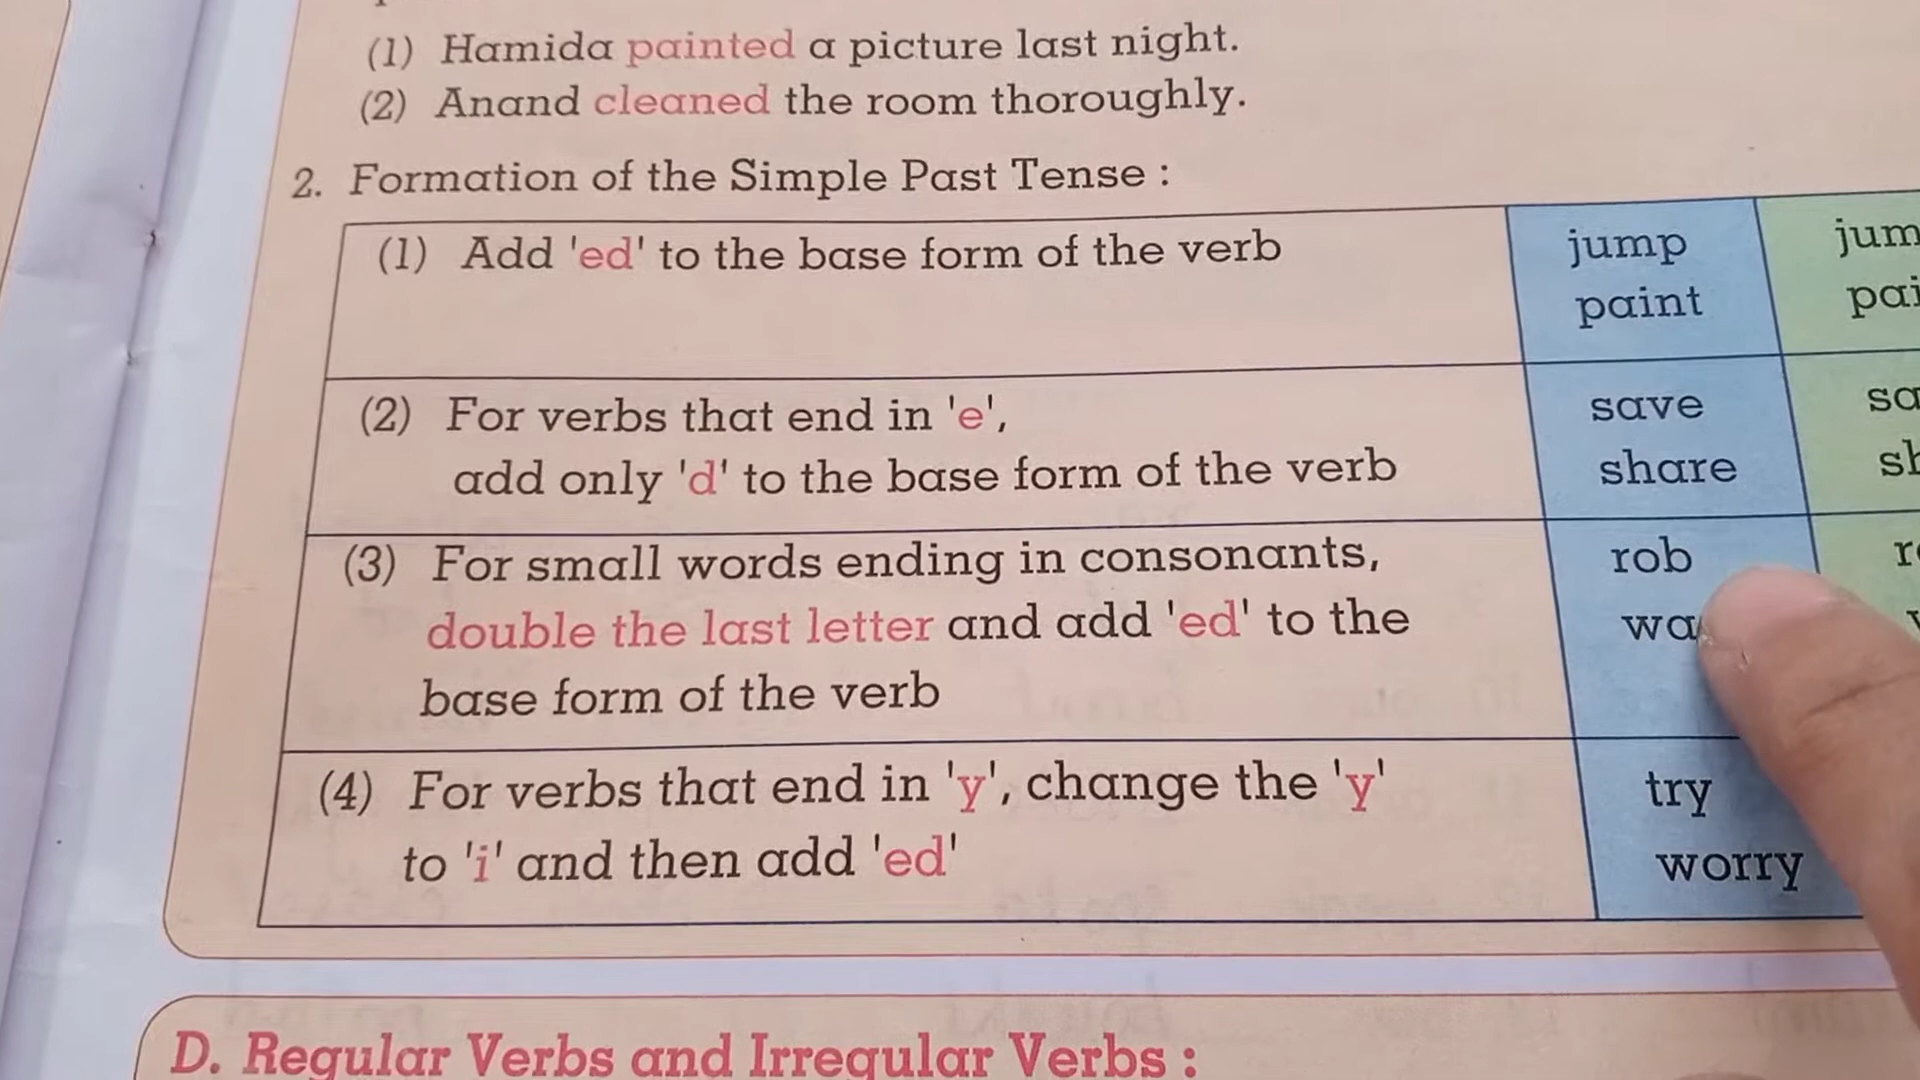 (1) Hamida painted a picture last night.
(2) Anand cleaned the room thoroughly.
2. Formation of the Simple Past Tense :
(1) Add 'ed' to the base form of the verb
jump
paint
(2) For verbs that end in 'e',
add only 'd' to the base form of the verb
save
share
(3) For small words ending in consonants,
double the last letter and add 'ed' to the
base form of the verb
rob
(4) For verbs that end in 'y', change the 'y'
to 'i' and then add 'ed'
try
worry
D. Regular Verbs and Irregular Verbs :